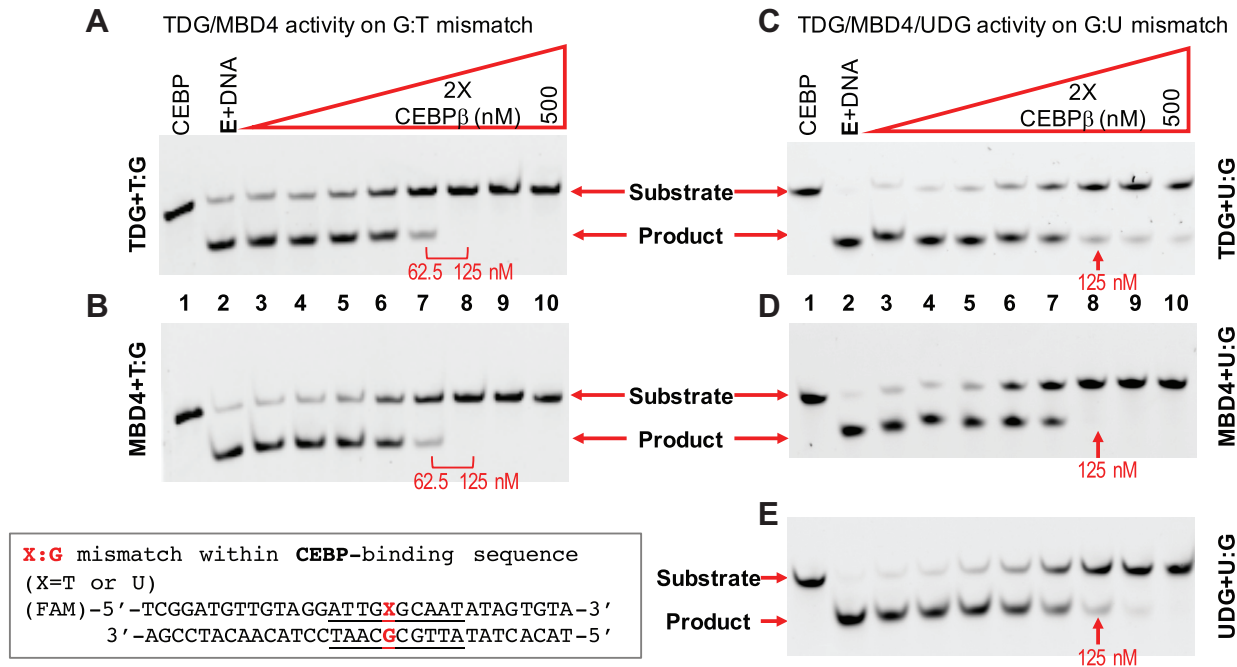 A
TDG/MBD4 activity on G:T mismatch
CEBP
E+DNA
2X
CEBPβ (nM)
500
TDG+T:G
62.5 125 nM
Substrate
Product
C
TDG/MBD4/UDG activity on G:U mismatch
CEBP
E+DNA
2X
CEBPβ (nM)
500
TDG+U:G
125 nM
B
1 2 3 4 5 6 7 8 9 10
MBD4+T:G
62.5 125 nM
Substrate
Product
D
1 2 3 4 5 6 7 8 9 10
MBD4+U:G
125 nM
E
Substrate
Product
UDG+U:G
125 nM
X:G mismatch within CEBP-binding sequence
(X=T or U)
(FAM)-5’-TCGGATGTTGTAGGATTGXGCAATATAGTGTA-3’
3’-AGCCTACAACATCCTAACGCGTTATATCACAT-5’